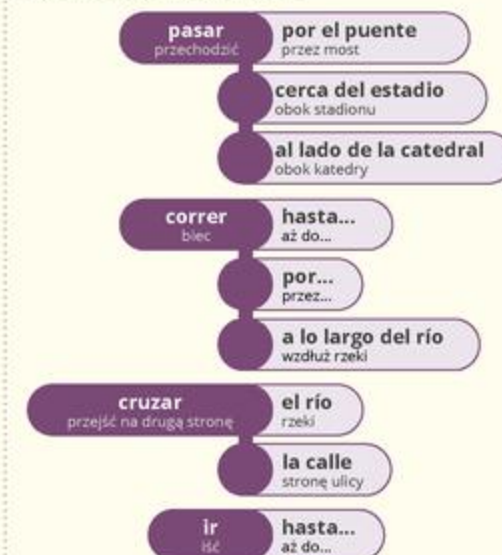 pasar
przechodzić
por el puente
przez most
cerca del estadio
obok stadionu
al lado de la catedral
obok katedry
correr
biec
hasta...
aż do...
por...
przez...
a lo largo del río
wzdłuż rzeki
cruzar
przejść na drugą stronę
el río
rzeki
la calle
stronę ulicy
ir
iść
hasta...
aż do...